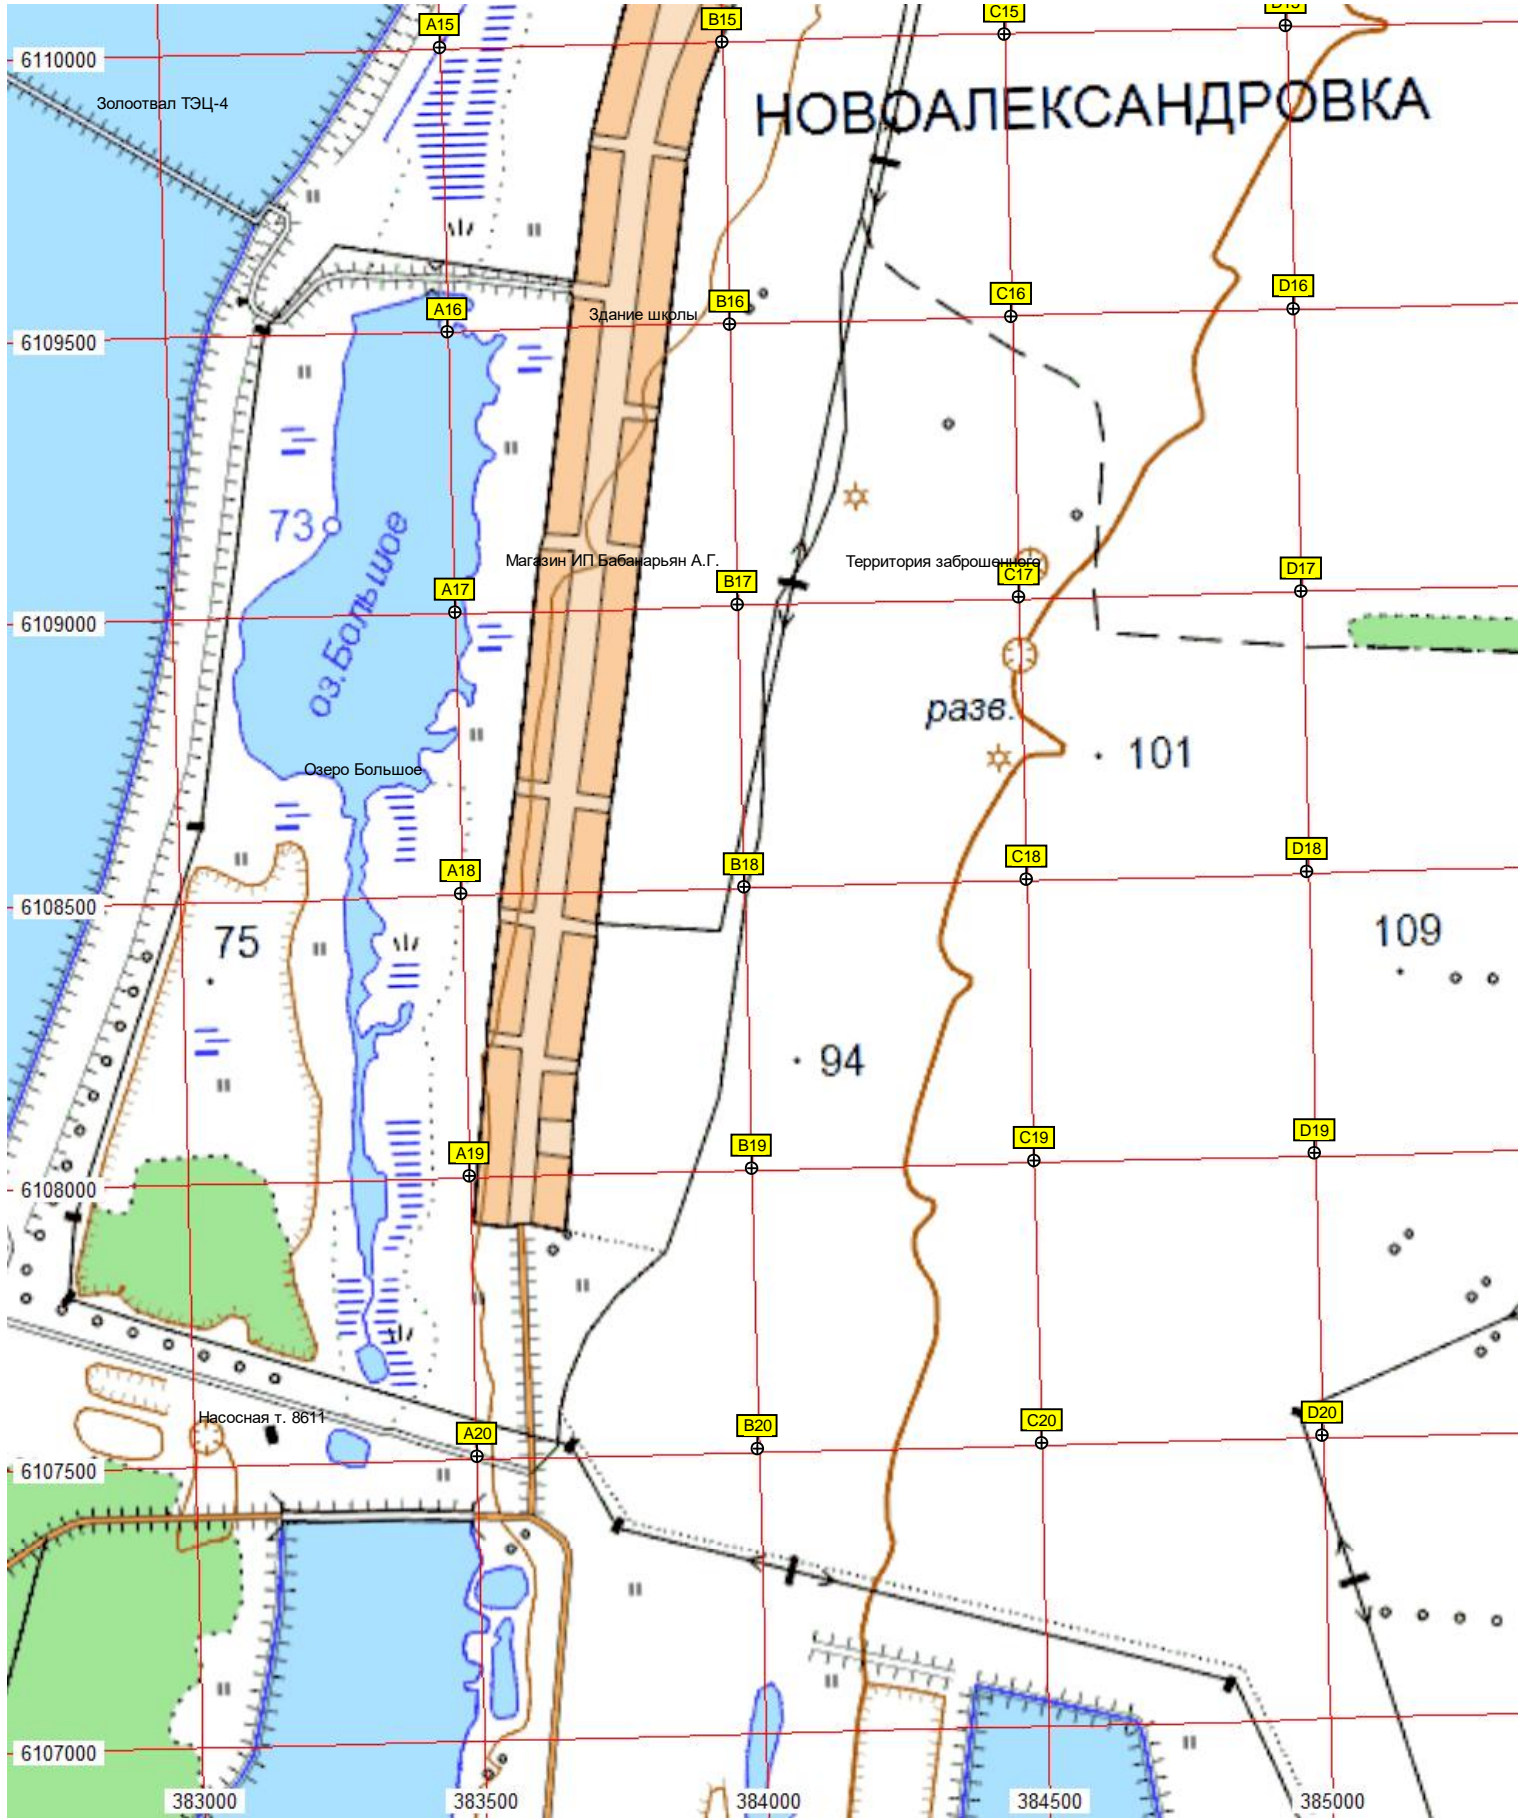 A15
B15
C15
D15
6110000
Золоотвал ТЭЦ-4
НОВОАЛЕКСАНДРОВКА
A16
B16
C16
D16
Здание школы
6109500
73
оз.Большое
Магазин ИП Бабанарьян А.Г.
Территория заброшенного
A17
B17
C17
D17
6109000
разв.
101
Озеро Большое
A18
B18
C18
D18
6108500
75
109
94
A19
B19
C19
D19
6108000
Насосная т. 8611
A20
B20
C20
D20
6107500
6107000
383000
383500
384000
384500
385000